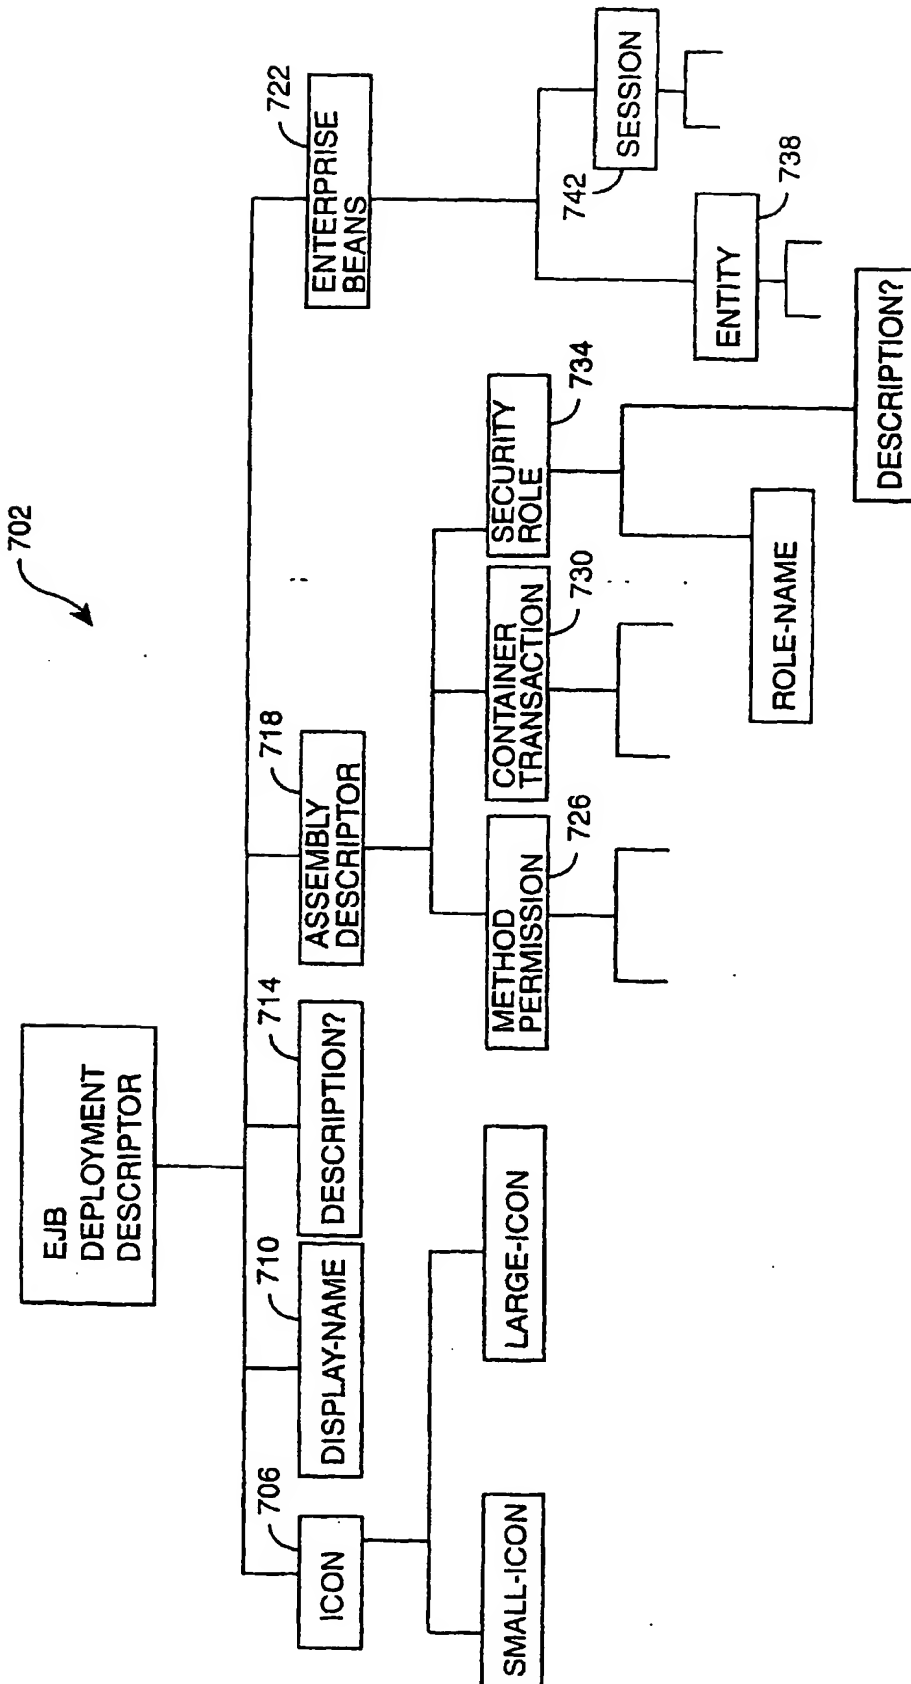 702
EJB
DEPLOYMENT
DESCRIPTOR
706
ICON
710
DISPLAY-NAME
714
DESCRIPTION?
718
ASSEMBLY
DESCRIPTOR
722
ENTERPRISE
BEANS
SMALL-ICON
LARGE-ICON
METHOD
PERMISSION
726
CONTAINER
TRANSACTION
730
SECURITY
ROLE
734
ENTITY
738
742
SESSION
ROLE-NAME
DESCRIPTION?